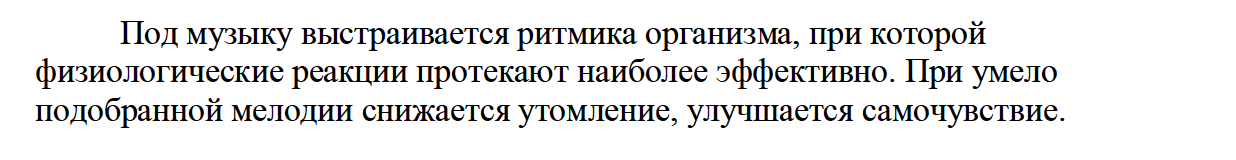 Под музыку выстраивается ритмика организма, при которой
физиологические реакции протекают наиболее эффективно. При умело
подобранной мелодии снижается утомление, улучшается самочувствие.